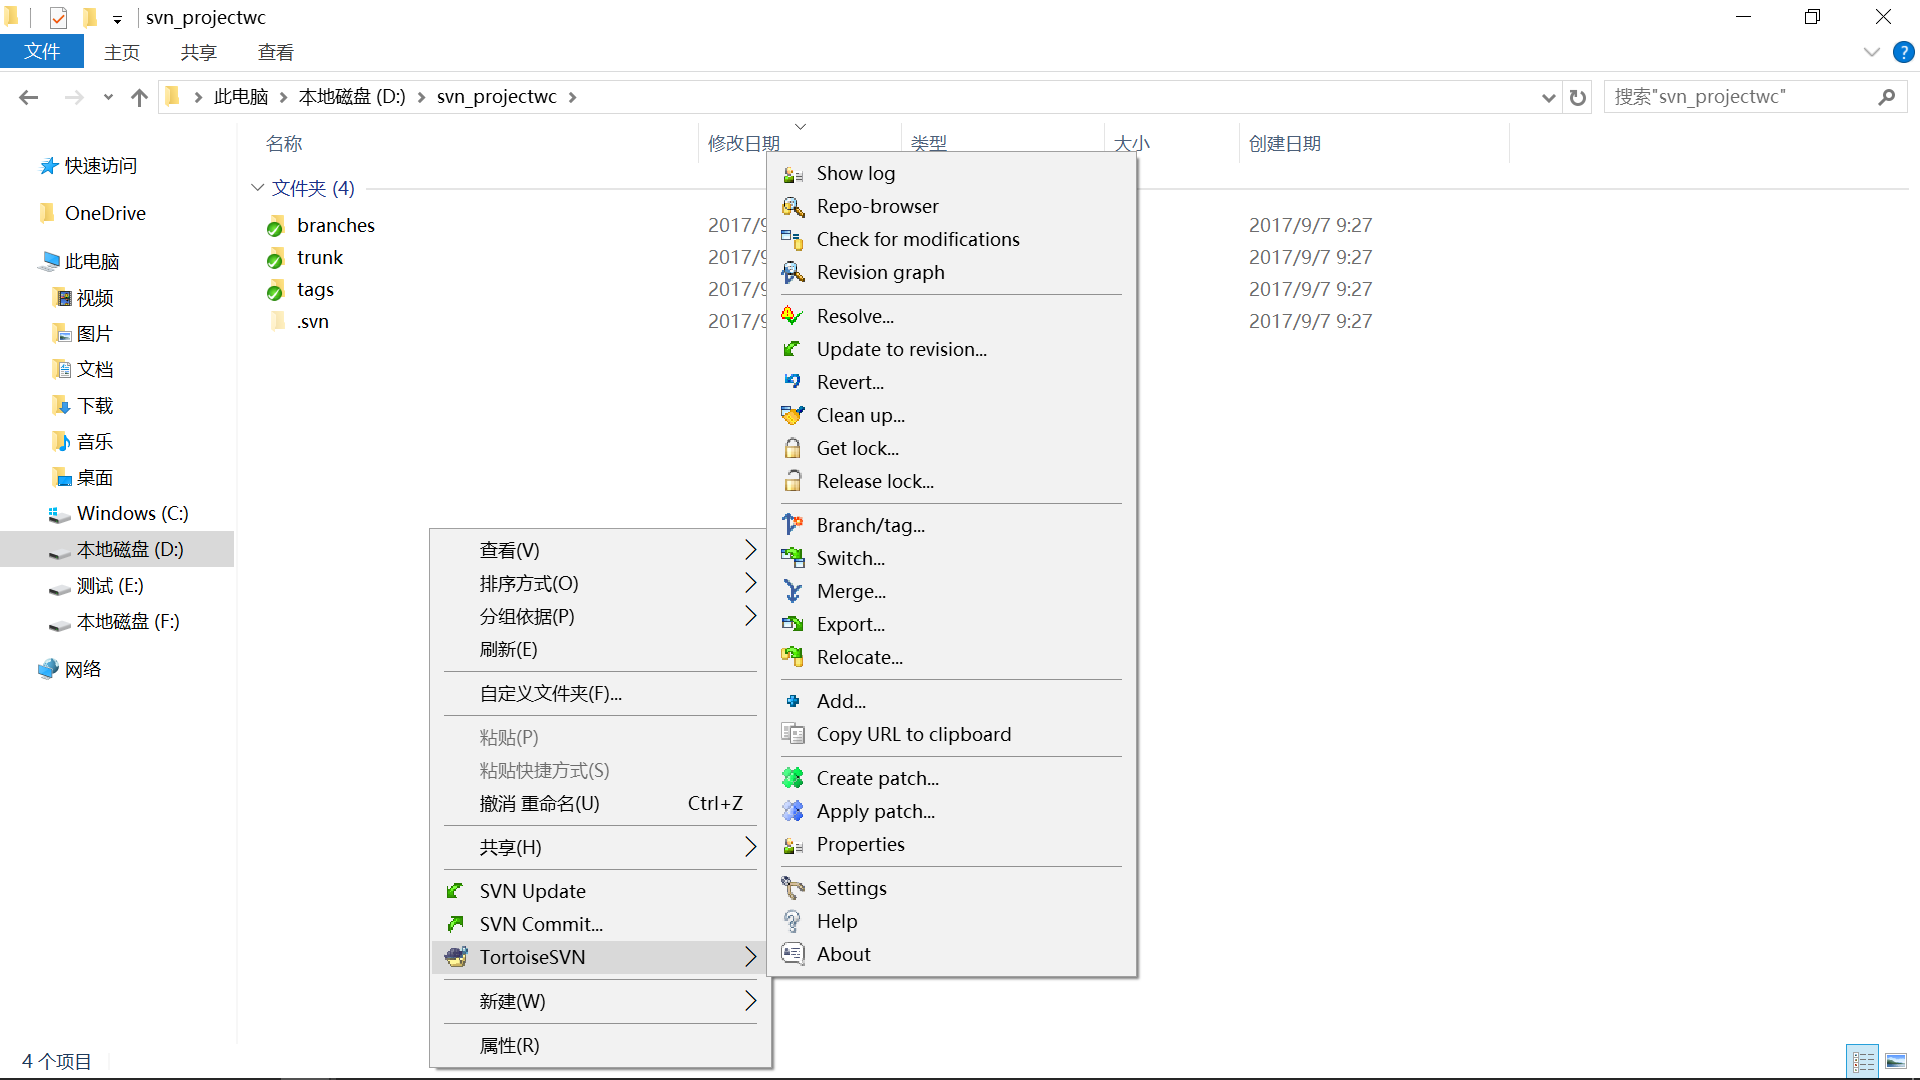 svn_projectwc
文件 主页 共享 查看
此电脑 本地磁盘 (D:) svn_projectwc
搜索"svn_projectwc"
名称 修改日期 类型 大小 创建日期
快速访问
OneDrive
此电脑
视频
图片
文档
下载
音乐
桌面
Windows (C:)
本地磁盘 (D:)
测试 (E:)
本地磁盘 (F:)
网络
文件夹 (4)
branches 2017/9 2017/9/7 9:27
trunk 2017/9 2017/9/7 9:27
tags 2017/9 2017/9/7 9:27
.svn 2017/9 2017/9/7 9:27
查看(V)
排序方式(O)
分组依据(P)
刷新(E)
自定义文件夹(F)...
粘贴(P)
粘贴快捷方式(S)
撤消 重命名(U) Ctrl+Z
共享(H)
SVN Update
SVN Commit...
TortoiseSVN
新建(W)
属性(R)
Show log
Repo-browser
Check for modifications
Revision graph
Resolve...
Update to revision...
Revert...
Clean up...
Get lock...
Release lock...
Branch/tag...
Switch...
Merge...
Export...
Relocate...
Add...
Copy URL to clipboard
Create patch...
Apply patch...
Properties
Settings
Help
About
4 个项目